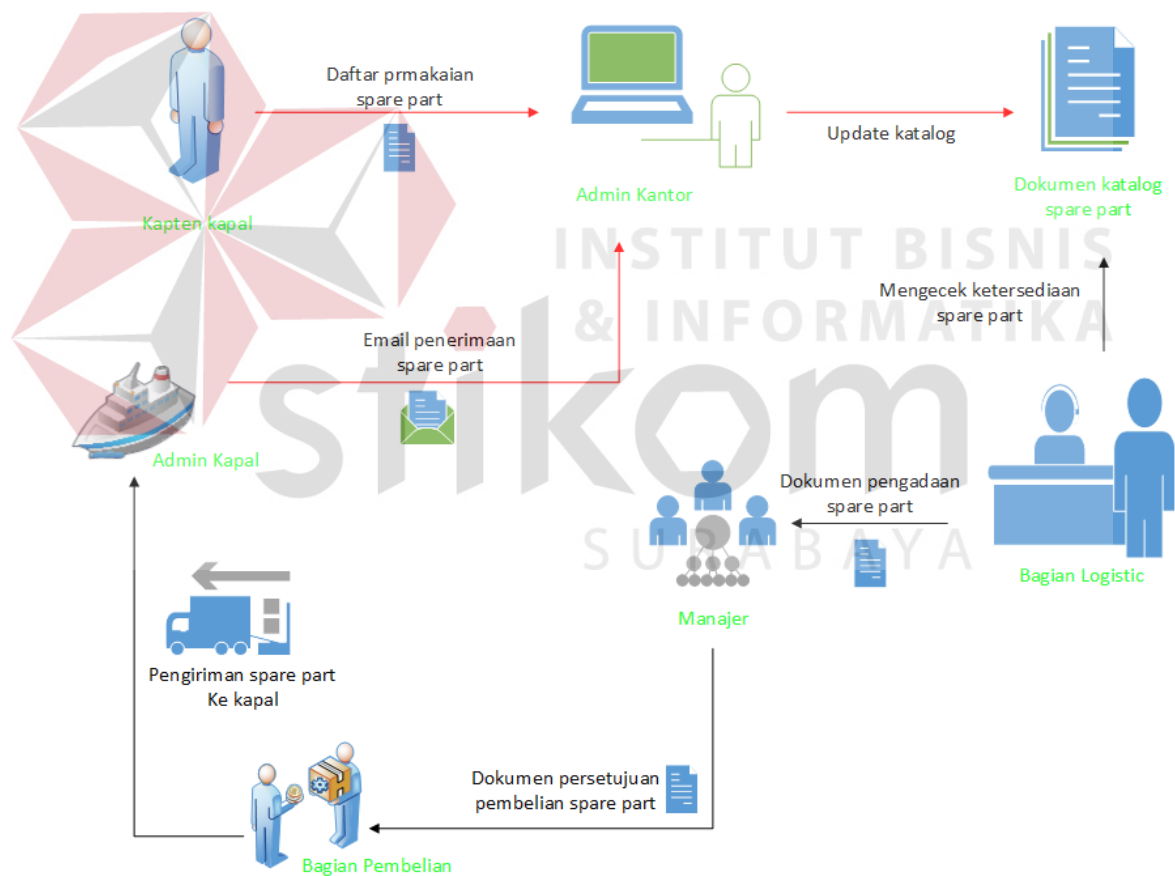 Daftar prmakaian
spare part
Update katalog
Admin Kantor
Dokumen katalog
spare part
Kapten kapal
INSTITUT BISNIS
& INFORMATIKA
Mengecek ketersediaan
spare part
Email penerimaan
spare part
stikom
Admin Kapal
Dokumen pengadaan
spare part
SURABAYA
Bagian Logistic
Manajer
Pengiriman spare part
Ke kapal
Dokumen persetujuan
pembelian spare part
Bagian Pembelian